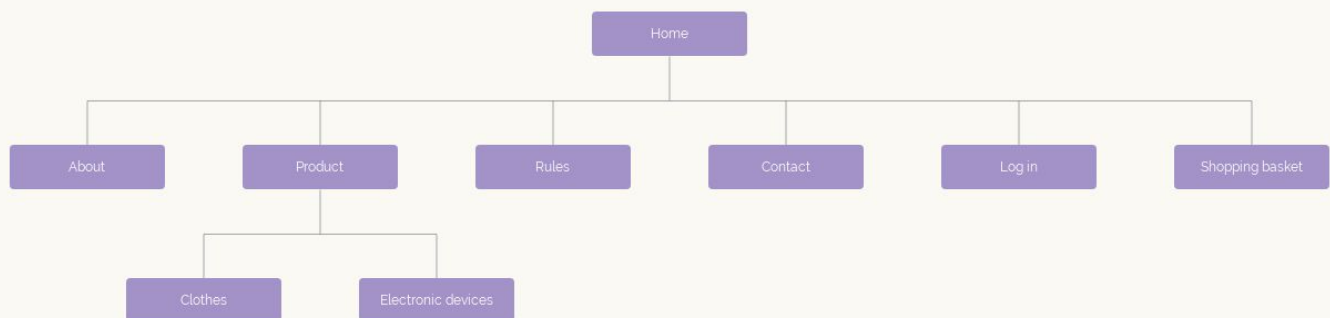 Home
About
Product
Rules
Contact
Log in
Shopping basket
Clothes
Electronic devices